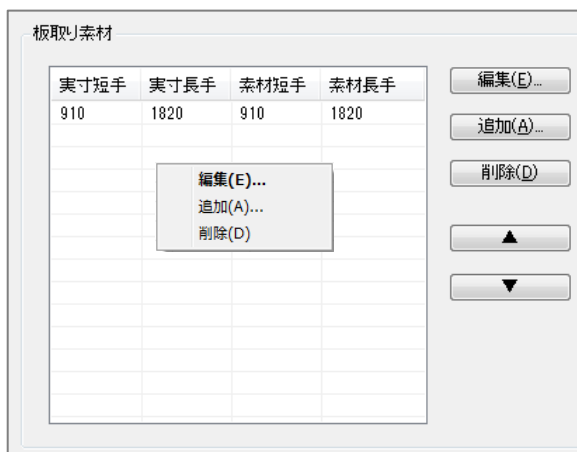 板取り素材
実寸短手 実寸長手 素材短手 素材長手
910 1820 910 1820
編集(E)...
追加(A)...
削除(D)
編集(E)...
追加(A)...
削除(D)
▲
▼